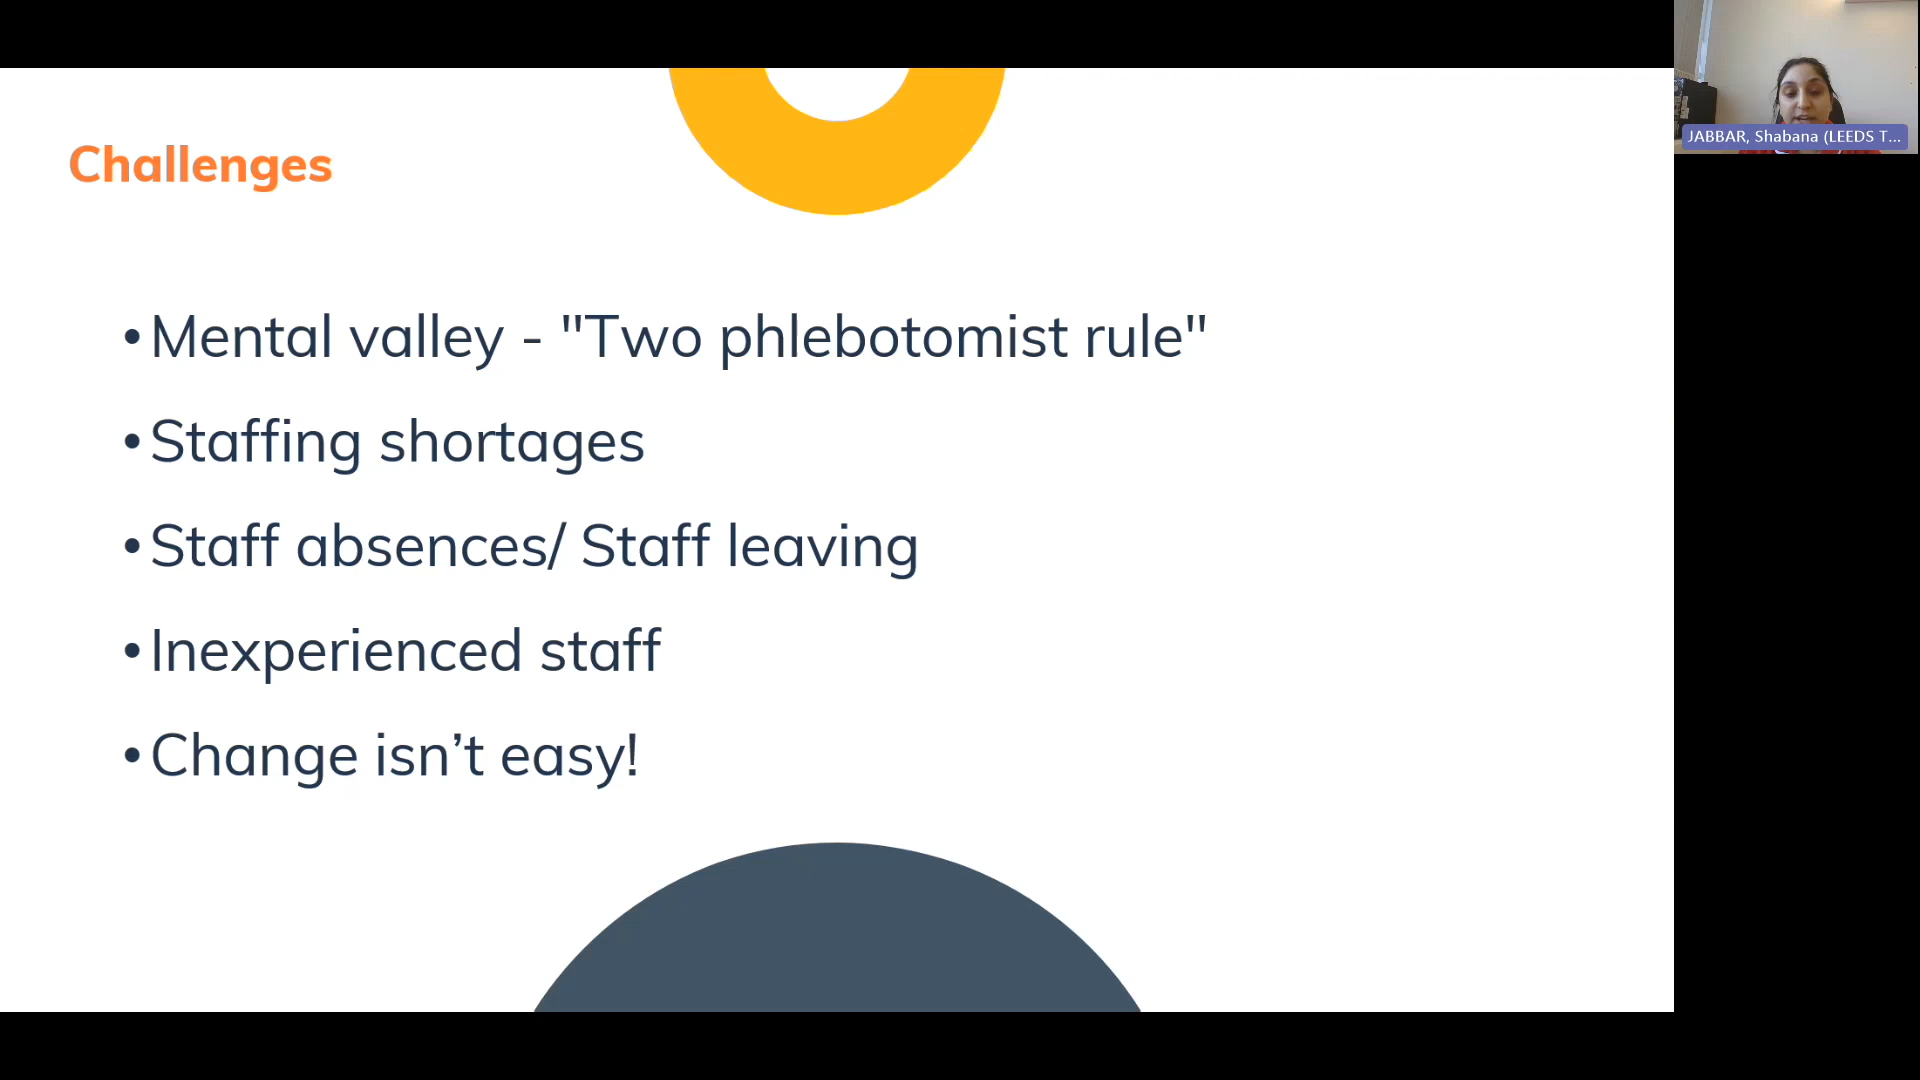 Challenges
• Mental valley - "Two phlebotomist rule"
• Staffing shortages
• Staff absences/ Staff leaving
• Inexperienced staff
• Change isn’t easy!
JABBAR, Shabana (LEEDS T...